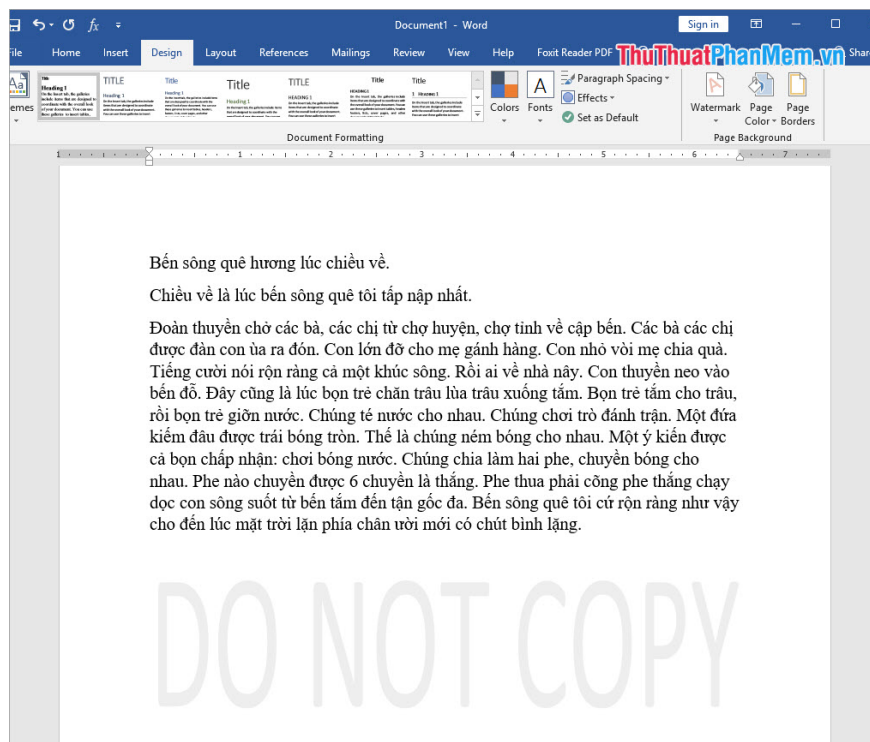 Document1 - Word
Sign in
File Home Insert Design Layout References Mailings Review View Help Foxit Reader PDF
ThuThuatPhanMem.vn
Paragraph Spacing
Effects
Set as Default
Colors Fonts
Watermark Page Color Page Borders
Document Formatting
Page Background
1 1 2 3 4 5 6 7
Bến sông quê hương lúc chiều về.
Chiều về là lúc bến sông quê tôi tấp nập nhất.
Đoàn thuyền chở các bà, các chị từ chợ huyện, chợ tỉnh về cập bến. Các bà các chị
được đàn con ùa ra đón. Con lớn đỡ cho mẹ gánh hàng. Con nhỏ vòi mẹ chia quà.
Tiếng cười nói rộn ràng cả một khúc sông. Rồi ai về nhà nây. Con thuyền neo vào
bến đỗ. Đây cũng là lúc bọn trẻ chăn trâu lùa trâu xuống tắm. Bọn trẻ tắm cho trâu,
rồi bọn trẻ giỡn nước. Chúng té nước cho nhau. Chúng chơi trò đánh trận. Một đứa
kiếm đâu được trái bóng tròn. Thế là chúng ném bóng cho nhau. Một ý kiến được
cả bọn chấp nhận: chơi bóng nước. Chúng chia làm hai phe, chuyền bóng cho
nhau. Phe nào chuyền được 6 chuyền là thắng. Phe thua phải cõng phe thắng chạy
dọc con sông suốt từ bến tắm đến tận gốc đa. Bến sông quê tôi cứ rộn ràng như vậy
cho đến lúc mặt trời lặn phía chân ười mới có chút bình lặng.
DO NOT COPY